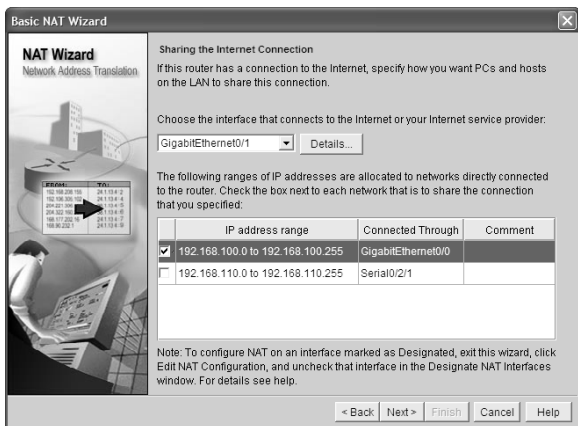 Basic NAT Wizard
NAT Wizard
Network Address Translation
FROM: TO:
Sharing the Internet Connection
If this router has a connection to the Internet, specify how you want PCs and hosts
on the LAN to share this connection.
Choose the interface that connects to the Internet or your Internet service provider:
GigabitEthernet0/1 Details...
The following ranges of IP addresses are allocated to networks directly connected
to the router. Check the box next to each network that is to share the connection
that you specified:
IP address range Connected Through Comment
192.168.100.0 to 192.168.100.255 GigabitEthernet0/0
192.168.110.0 to 192.168.110.255 Serial0/2/1
Note: To configure NAT on an interface marked as Designated, exit this wizard, click
Edit NAT Configuration, and uncheck that interface in the Designate NAT Interfaces
window. For details see help.
< Back Next > Finish Cancel Help